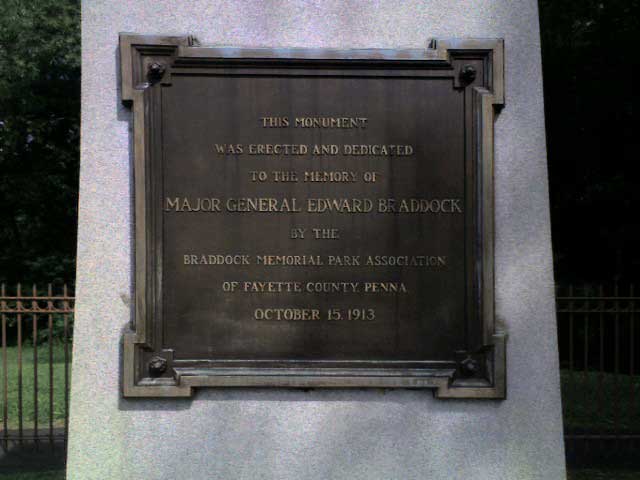 THIS MONUMENT
WAS ERECTED AND DEDICATED
TO THE MEMORY OF
MAJOR GENERAL EDWARD BRADDOCK
BY THE
BRADDOCK MEMORIAL PARK ASSOCIATION
OF FAYETTE COUNTY, PENNA.
OCTOBER 15, 1913